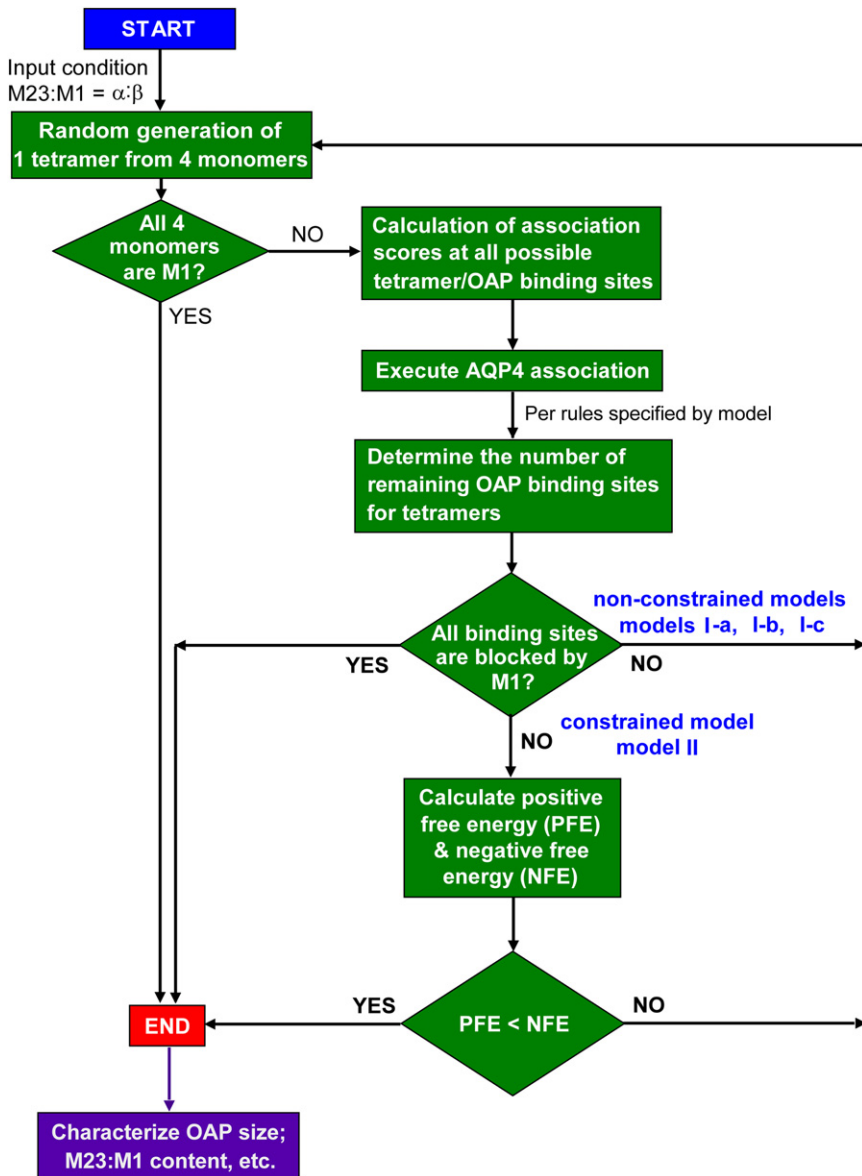 START
Input condition
M23:M1 = α:β
Random generation of
1 tetramer from 4 monomers
All 4
monomers
are M1?
NO
YES
Calculation of association
scores at all possible
tetramer/OAP binding sites
Execute AQP4 association
Per rules specified by model
Determine the number of
remaining OAP binding sites
for tetramers
All binding sites
are blocked by
M1?
YES
NO
non-constrained models
models I-a, I-b, I-c
NO
constrained model
model II
Calculate positive
free energy (PFE)
& negative free
energy (NFE)
PFE < NFE
YES
NO
END
Characterize OAP size;
M23:M1 content, etc.